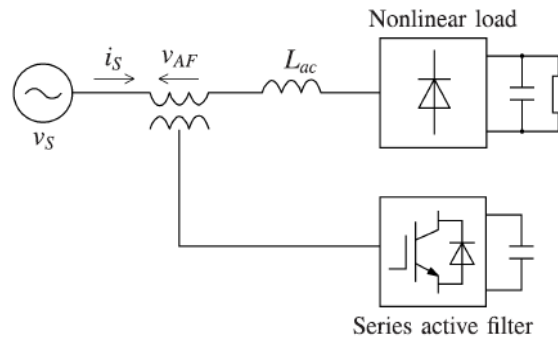 Nonlinear load
i_S
v_AF
L_ac
v_S
Series active filter